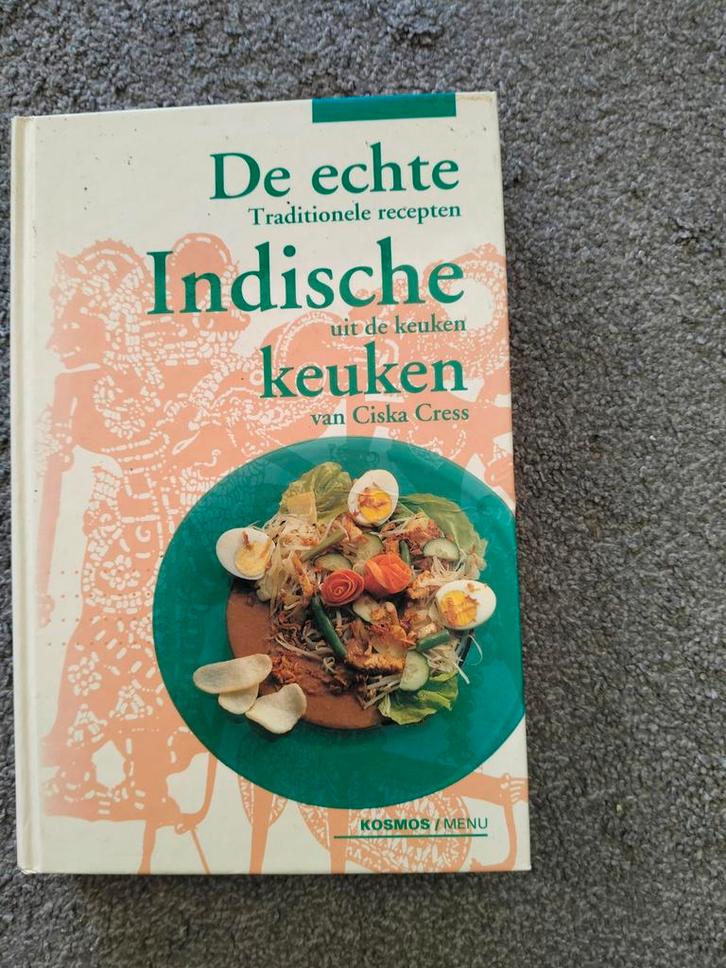 De echte
Traditionele recepten
Indische
uit de keuken
keuken
van Ciska Cress
KOSMOS / MENU